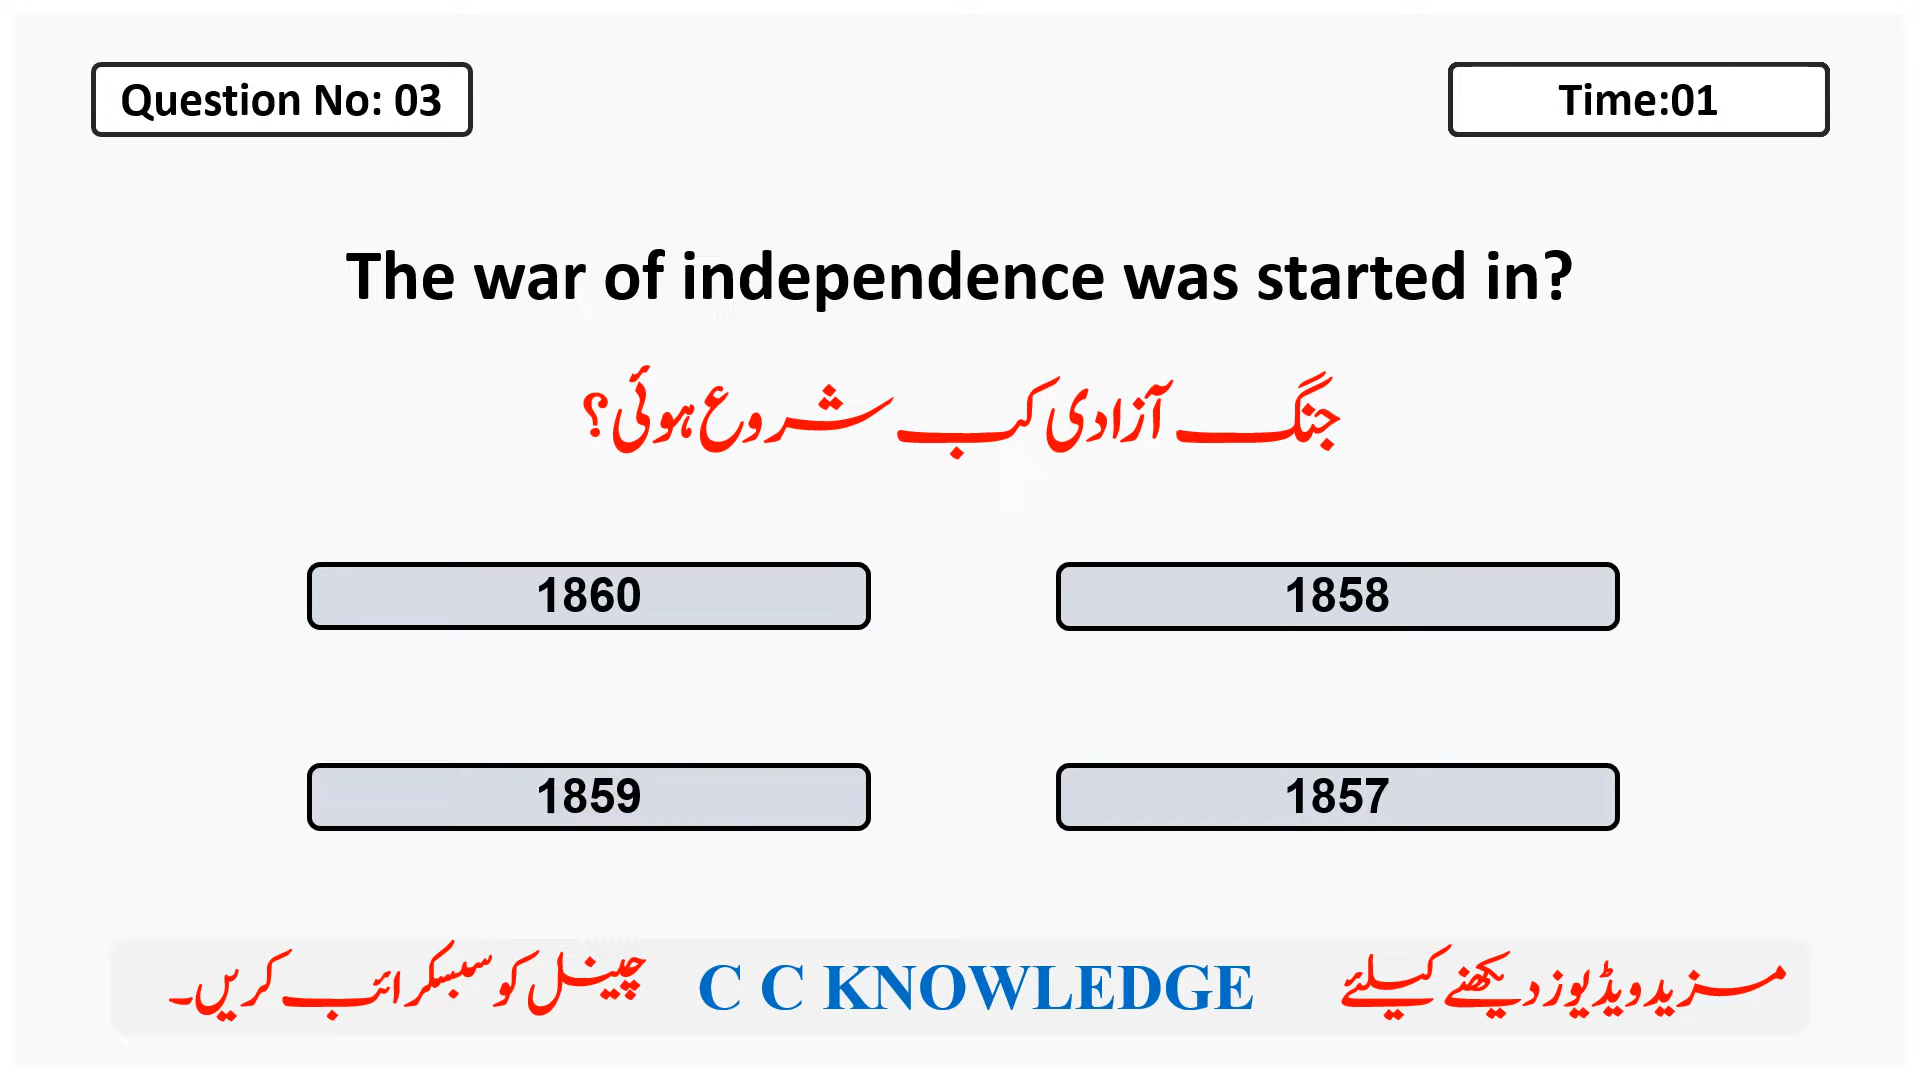 Question No: 03
Time:01
The war of independence was started in?
جنگ آزادی کب شروع ہوئی؟
1860
1858
1859
1857
مزید ویڈیوز دیکھنے کیلئے C C KNOWLEDGE چینل کو سبسکرائب کریں۔